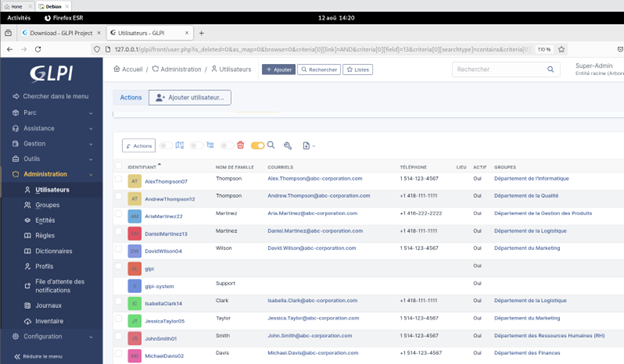 Home
Debian
Activités
Firefox ESR
12 aoû 14:20
Download - GLPI Project
Utilisateurs - GLPI
127.0.0.1/glpi/front/user.php?is_deleted=0&as_map=0&browse=0&criteria[0][link]=AND&criteria[0][field]=13&criteria[0][searchtype]=contains&criteria[
110 %
GLPI
Accueil / Administration / Utilisateurs
+ Ajouter
Rechercher
Listes
Rechercher
Super-Admin
Entité racine (Arbore
Chercher dans le menu
Parc
Assistance
Gestion
Outils
Administration
Utilisateurs
Groupes
Entités
Règles
Dictionnaires
Profils
File d'attente des
notifications
Journaux
Inventaire
Configuration
Réduire le menu
Actions
Ajouter utilisateur...
Actions
IDENTIFIANT NOM DE FAMILLE COURRIELS TÉLÉPHONE LIEU ACTIF GROUPES
AT AlexThompson07 Thompson Alex.Thompson@abc-corporation.com 1 514-123-4567 Oui Département de l'Informatique
AT AndrewThompson12 Thompson Andrew.Thompson@abc-corporation.com +1 418-111-1111 Oui Département de la Qualité
AM AriaMartinez22 Martinez Aria.Martinez@abc-corporation.com +1 416-222-2222 Oui Département de la Gestion des Produits
DM DanielMartinez13 Martinez Daniel.Martinez@abc-corporation.com +1 418-111-1111 Oui Département de la Logistique
DW DavidWilson04 Wilson David.Wilson@abc-corporation.com 1 514-123-4567 Oui Département du Marketing
glpi Oui
glpi-system Support Oui
IC IsabellaClark14 Clark Isabella.Clark@abc-corporation.com +1 418-111-1111 Oui Département de la Logistique
JT JessicaTaylor05 Taylor Jessica.Taylor@abc-corporation.com 1 514-123-4567 Oui Département du Marketing
JS JohnSmith01 Smith John.Smith@abc-corporation.com 1 514-123-4567 Oui Département des Ressources Humaines (RH)
MD MichaelDavis02 Davis Michael.Davis@abc-corporation.com +1 514-123-4567 Oui Département des Finances